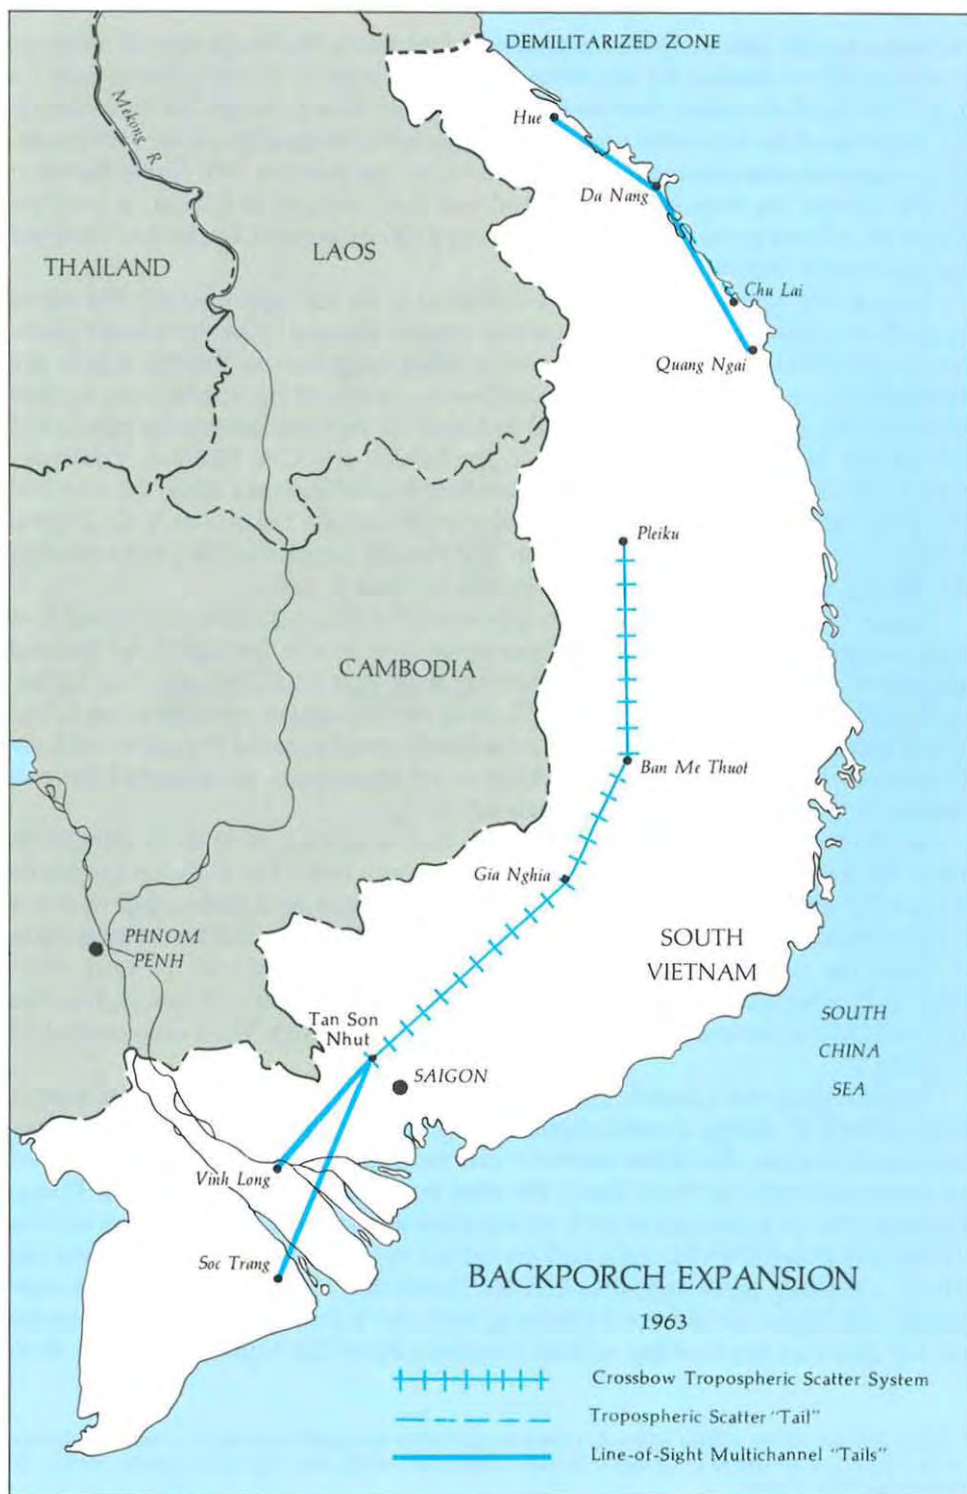 DEMILITARIZED ZONE
Hue
Mekong R
Da Nang
LAOS
THAILAND
Chu Lai
Quang Ngai
Pleiku
CAMBODIA
Ban Me Thuot
Gia Nghia
PHNOM
PENH
SOUTH
VIETNAM
Tan Son
Nhut
SOUTH
CHINA
SEA
SAIGON
Vinh Long
Soc Trang
BACKPORCH EXPANSION
1963
Crossbow Tropospheric Scatter System
Tropospheric Scatter "Tail"
Line-of-Sight Multichannel "Tails"